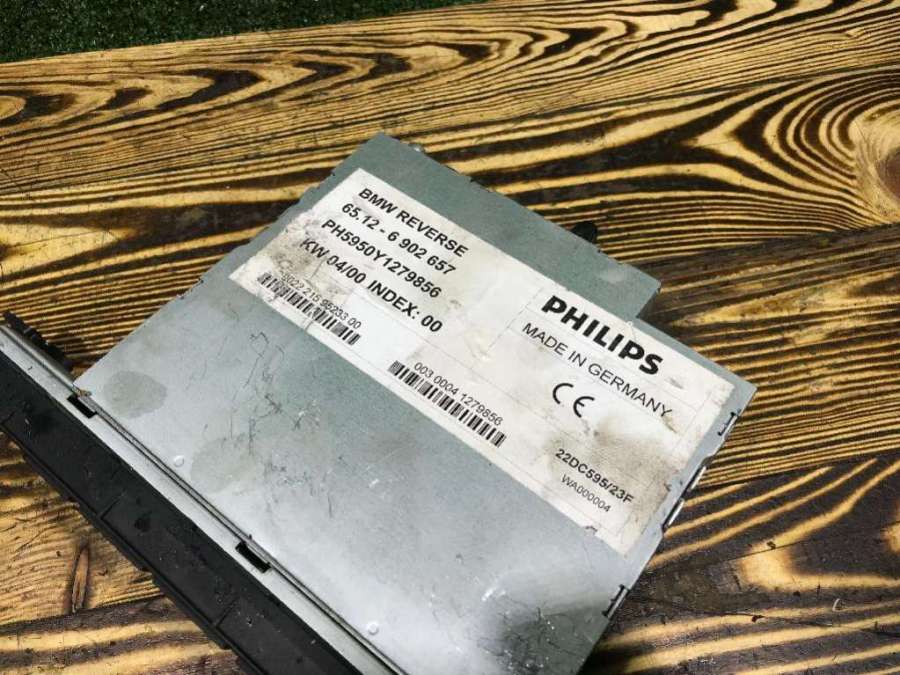 BMW REVERSE
65.12 - 6 902 657
PH5950Y1279856
KW 04/00 INDEX: 00
00
003 0004 1279856
PHILIPS
MADE IN GERMANY
CE
22DC595/23F
WA000004